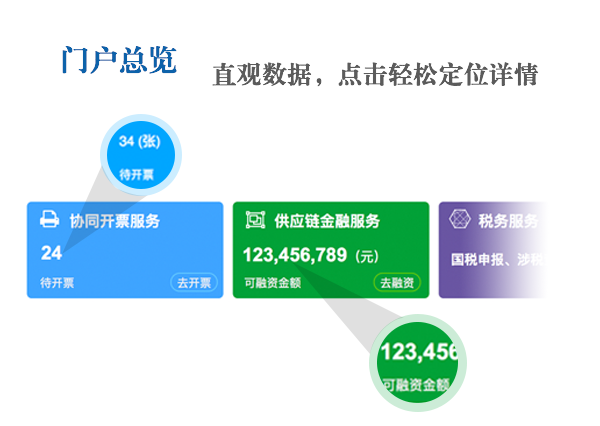 门户总览
直观数据，点击轻松定位详情
34 (张)
待开票
协同开票服务
24
待开票
去开票
供应链金融服务
123,456,789 (元)
可融资金额
去融资
税务服务
国税申报、涉税
123,456
可融资金额